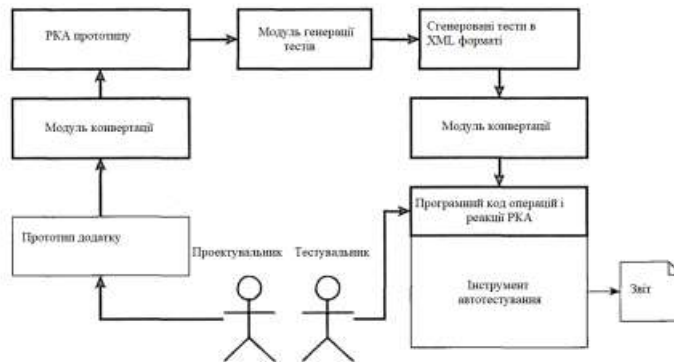 РКА прототипу
Модуль генерації
тестів
Сгенеровані тести в
XML форматі
Модуль конвертації
Модуль конвертації
Прототип додатку
Проектувальник
Тестувальник
Програмний код операцій і
реакії РКА
Інструмент
автотестування
Звіт